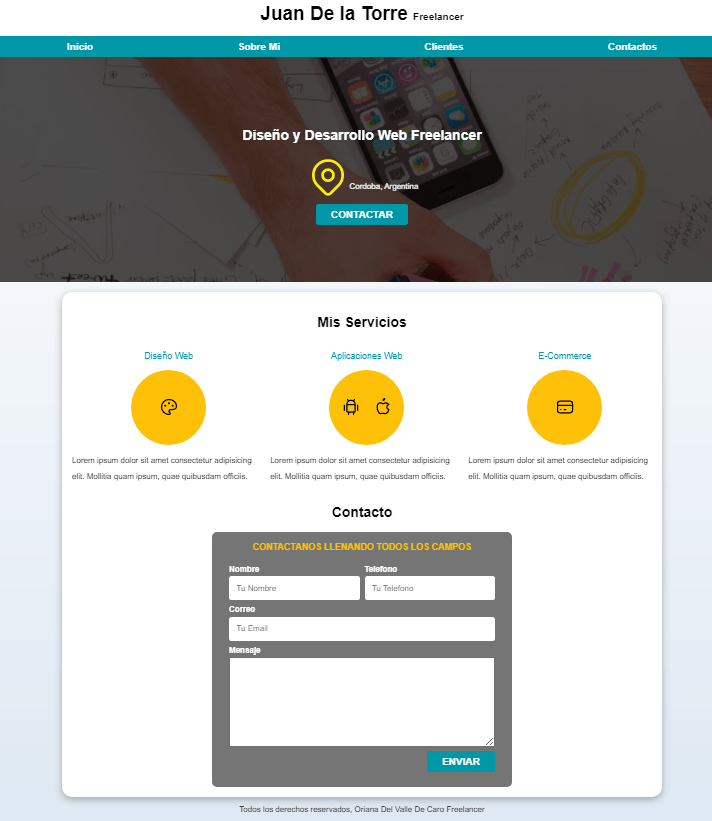 Juan De la Torre Freelancer
Inicio Sobre Mi Clientes Contactos
Diseño y Desarrollo Web Freelancer
Cordoba, Argentina
CONTACTAR
Mis Servicios
Diseño Web
Lorem ipsum dolor sit amet consectetur adipisicing
elit. Mollitia quam ipsum, quae quibusdam officiis.
Aplicaciones Web
Lorem ipsum dolor sit amet consectetur adipisicing
elit. Mollitia quam ipsum, quae quibusdam officiis.
E-Commerce
Lorem ipsum dolor sit amet consectetur adipisicing
elit. Mollitia quam ipsum, quae quibusdam officiis.
Contacto
CONTACTANOS LLENANDO TODOS LOS CAMPOS
Nombre Telefono
Tu Nombre Tu Telefono
Correo
Tu Email
Mensaje
ENVIAR
Todos los derechos reservados, Oriana Del Valle De Caro Freelancer